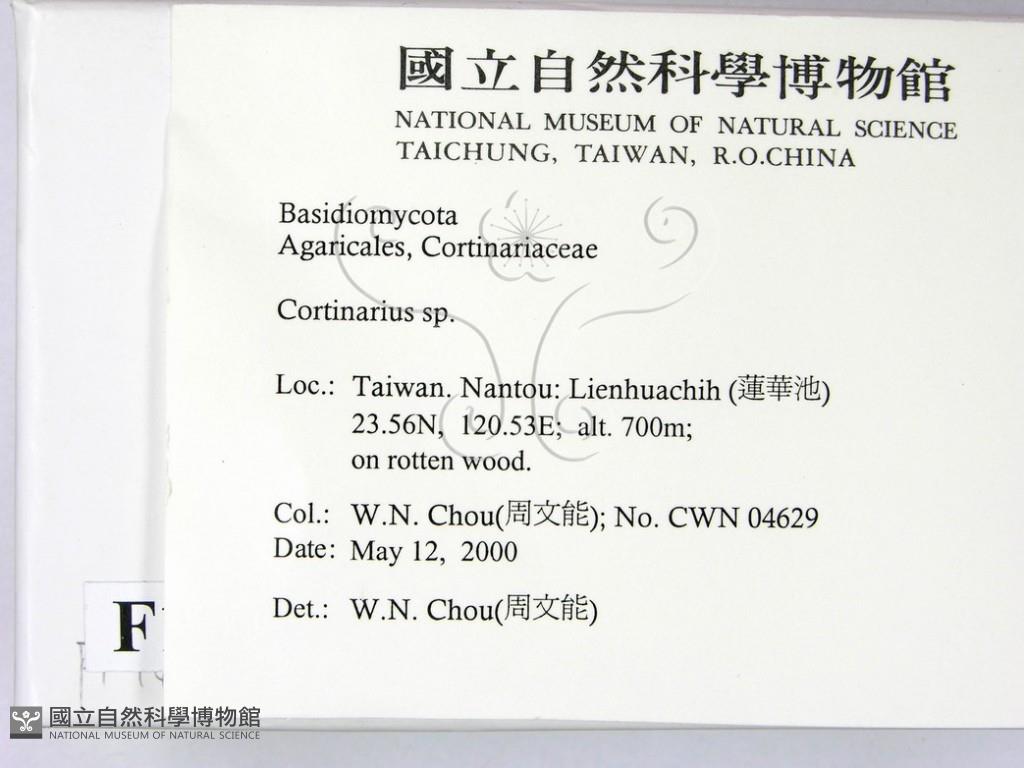 國立自然科學博物館
NATIONAL MUSEUM OF NATURAL SCIENCE
TAICHUNG, TAIWAN, R.O.CHINA
Basidiomycota
Agaricales, Cortinariaceae
Cortinarius sp.
Loc.: Taiwan. Nantou: Lienhuachih (蓮華池)
23.56N, 120.53E; alt. 700m;
on rotten wood.
Col.: W.N. Chou(周文能); No. CWN 04629
Date: May 12, 2000
Det.: W.N. Chou(周文能)
F
國立自然科學博物館
NATIONAL MUSEUM OF NATURAL SCIENCE